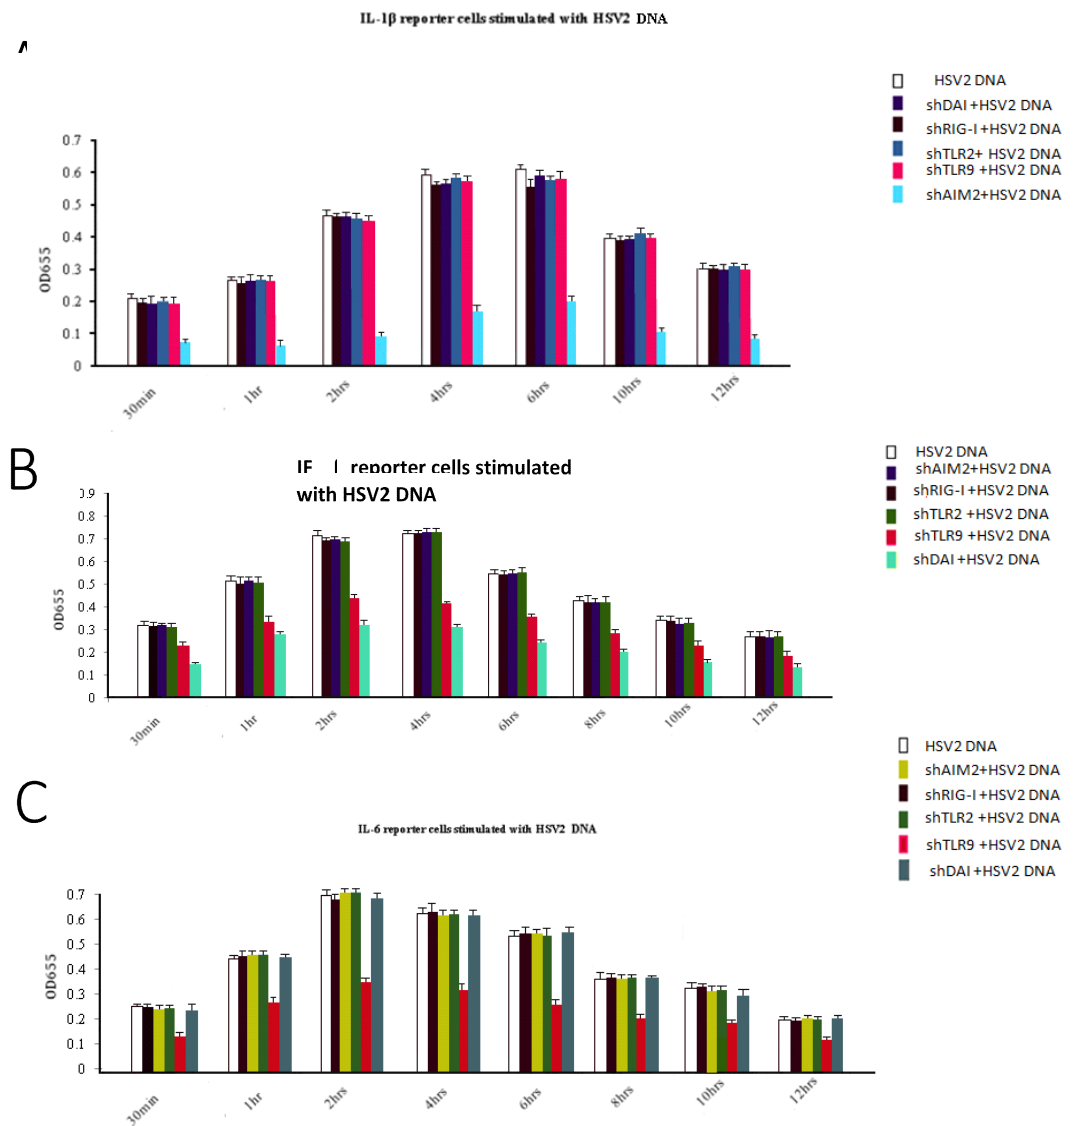 IL-1β reporter cells stimulated with HSV2 DNA
HSV2 DNA
shDAI +HSV2 DNA
shRIG-I +HSV2 DNA
shTLR2+ HSV2 DNA
shTLR9 +HSV2 DNA
shAIM2+HSV2 DNA
0.7
0.6
0.5
0.4
0.3
0.2
0.1
0
OD655
30min
1hr
2hrs
4hrs
6hrs
10hrs
12hrs
B
reporter cells stimulated
with HSV2 DNA
HSV2 DNA
shAIM2+HSV2 DNA
shRIG-I +HSV2 DNA
shTLR2 +HSV2 DNA
shTLR9 +HSV2 DNA
shDAI +HSV2 DNA
0.9
0.8
0.7
0.6
0.5
0.4
0.3
0.2
0.1
0
OD655
30min
1hr
2hrs
4hrs
6hrs
8hrs
10hrs
12hrs
C
IL-6 reporter cells stimulated with HSV2 DNA
HSV2 DNA
shAIM2+HSV2 DNA
shRIG-I +HSV2 DNA
shTLR2 +HSV2 DNA
shTLR9 +HSV2 DNA
shDAI +HSV2 DNA
0.7
0.6
0.5
0.4
0.3
0.2
0.1
0
OD655
30min
1hr
2hrs
4hrs
6hrs
8hrs
10hrs
12hrs